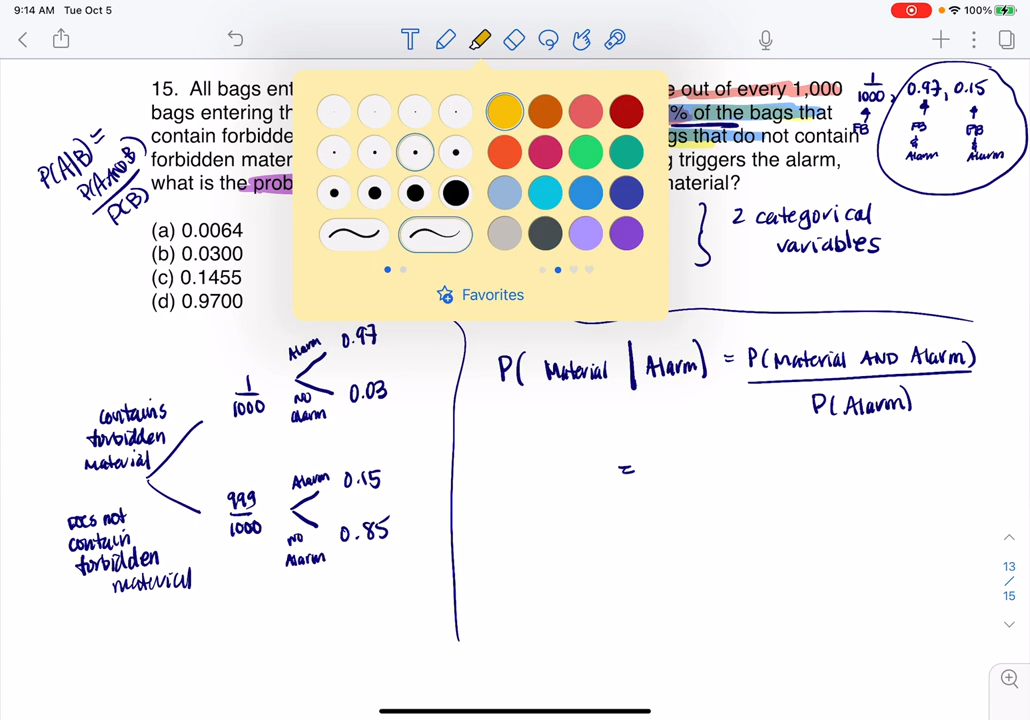 9:14 AM Tue Oct 5
100%
T
15. All bags ent
e out of every 1,000
bags entering th
% of the bags that
contain forbidde
gs that do not contain
forbidden mater
g triggers the alarm,
what is the prob
naterial?
(a) 0.0064
(b) 0.0300
(c) 0.1455
(d) 0.9700
Favorites
P(A|B) =
P(A AND B)
P(B)
1
1000
FB
0.97, 0.15
FB
&
Alarm
FB
&
Alarm
2 categorical
variables
contains
forbidden
material
1
1000
Alarm 0.97
NO
alarm
0.03
Does not
contain
forbidden
material
999
1000
Alarm 0.15
NO
Alarm
0.85
P( Material | Alarm) = P(Material AND Alarm)
P(Alarm)
=
13
/
15